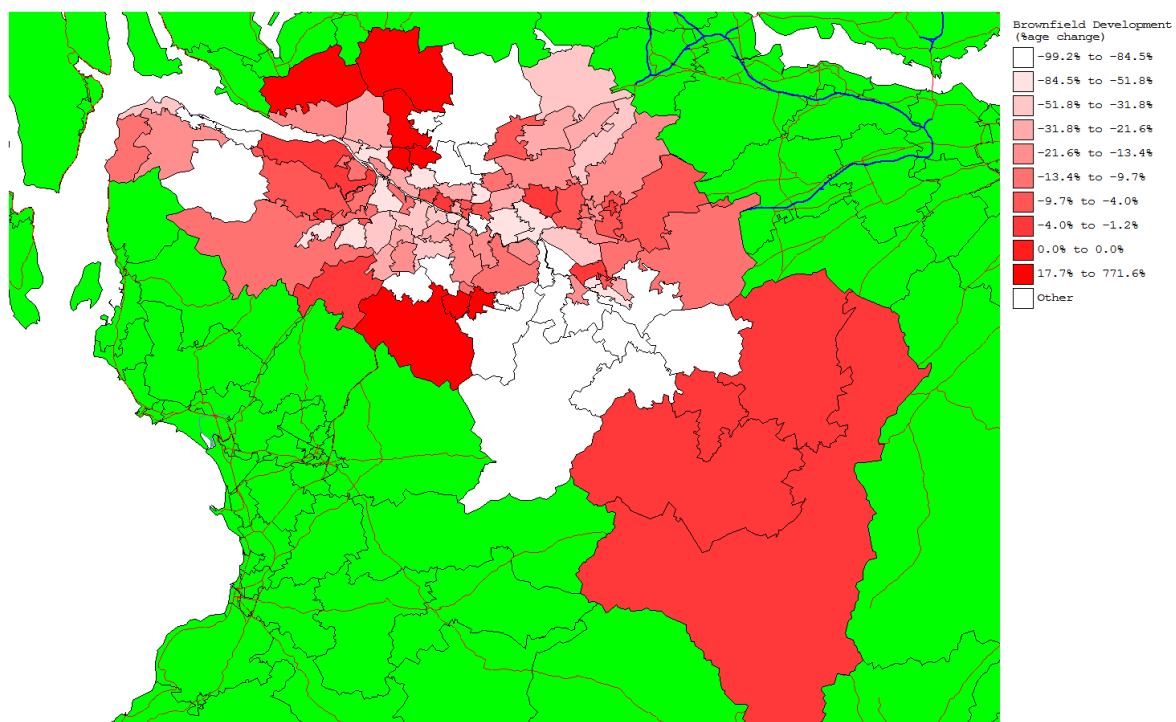 Brownfield Development
(%age change)
-99.2% to -84.5%
-84.5% to -51.8%
-51.8% to -31.8%
-31.8% to -21.6%
-21.6% to -13.4%
-13.4% to -9.7%
-9.7% to -4.0%
-4.0% to -1.2%
0.0% to 0.0%
17.7% to 771.6%
Other